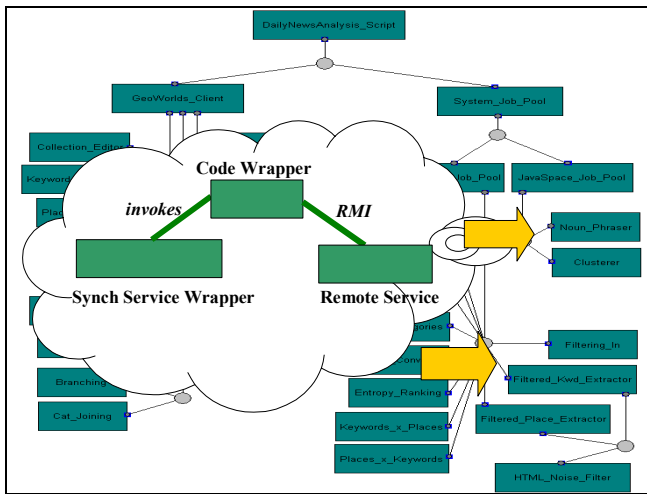 DailyNewsAnalysis_Script
GeoWorlds_Client
System_Job_Pool
Collection_Editor
Code Wrapper
Job_Pool
JavaSpace_Job_Pool
invokes
RMI
Noun_Phraser
Clusterer
Synch Service Wrapper
Remote Service
Filtering_In
Branching
Entropy_Ranking
Filtered_Kwd_Extractor
Cat_Joining
Keywords_x_Places
Filtered_Place_Extractor
Places_x_Keywords
HTML_Noise_Filter